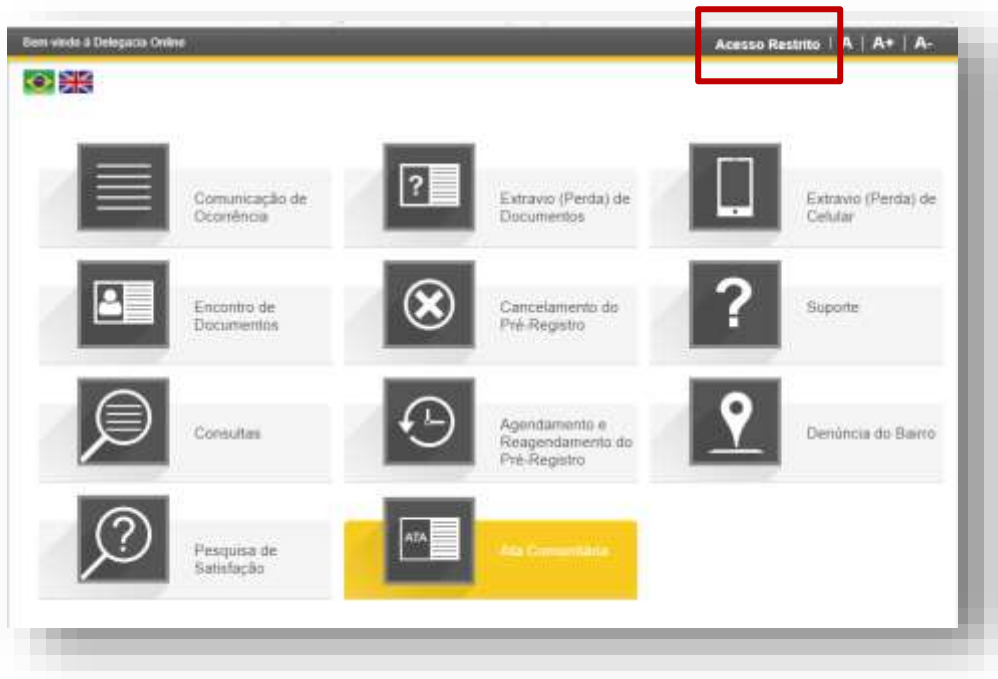 Bem vindo à Delegacia Online
Acesso Restrito | A | A+ | A-
Comunicação de
Ocorrência
?
Extravio (Perda) de
Documentos
Extravio (Perda) de
Celular
Encontro de
Documentos
Cancelamento do
Pré-Registro
?
Suporte
Consultas
Agendamento e
Reagendamento do
Pré-Registro
Denúncia do Bairro
?
Pesquisa de
Satisfação
ATA
Ata Comunitária